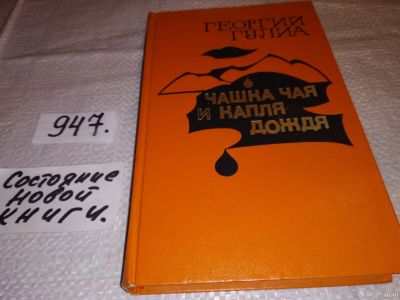 ГЕОРГИЙ
ГУЛИА
ЧАШКА ЧАЯ
И КАПЛЯ
ДОЖДЯ
947.
Состояние
новой
книги.